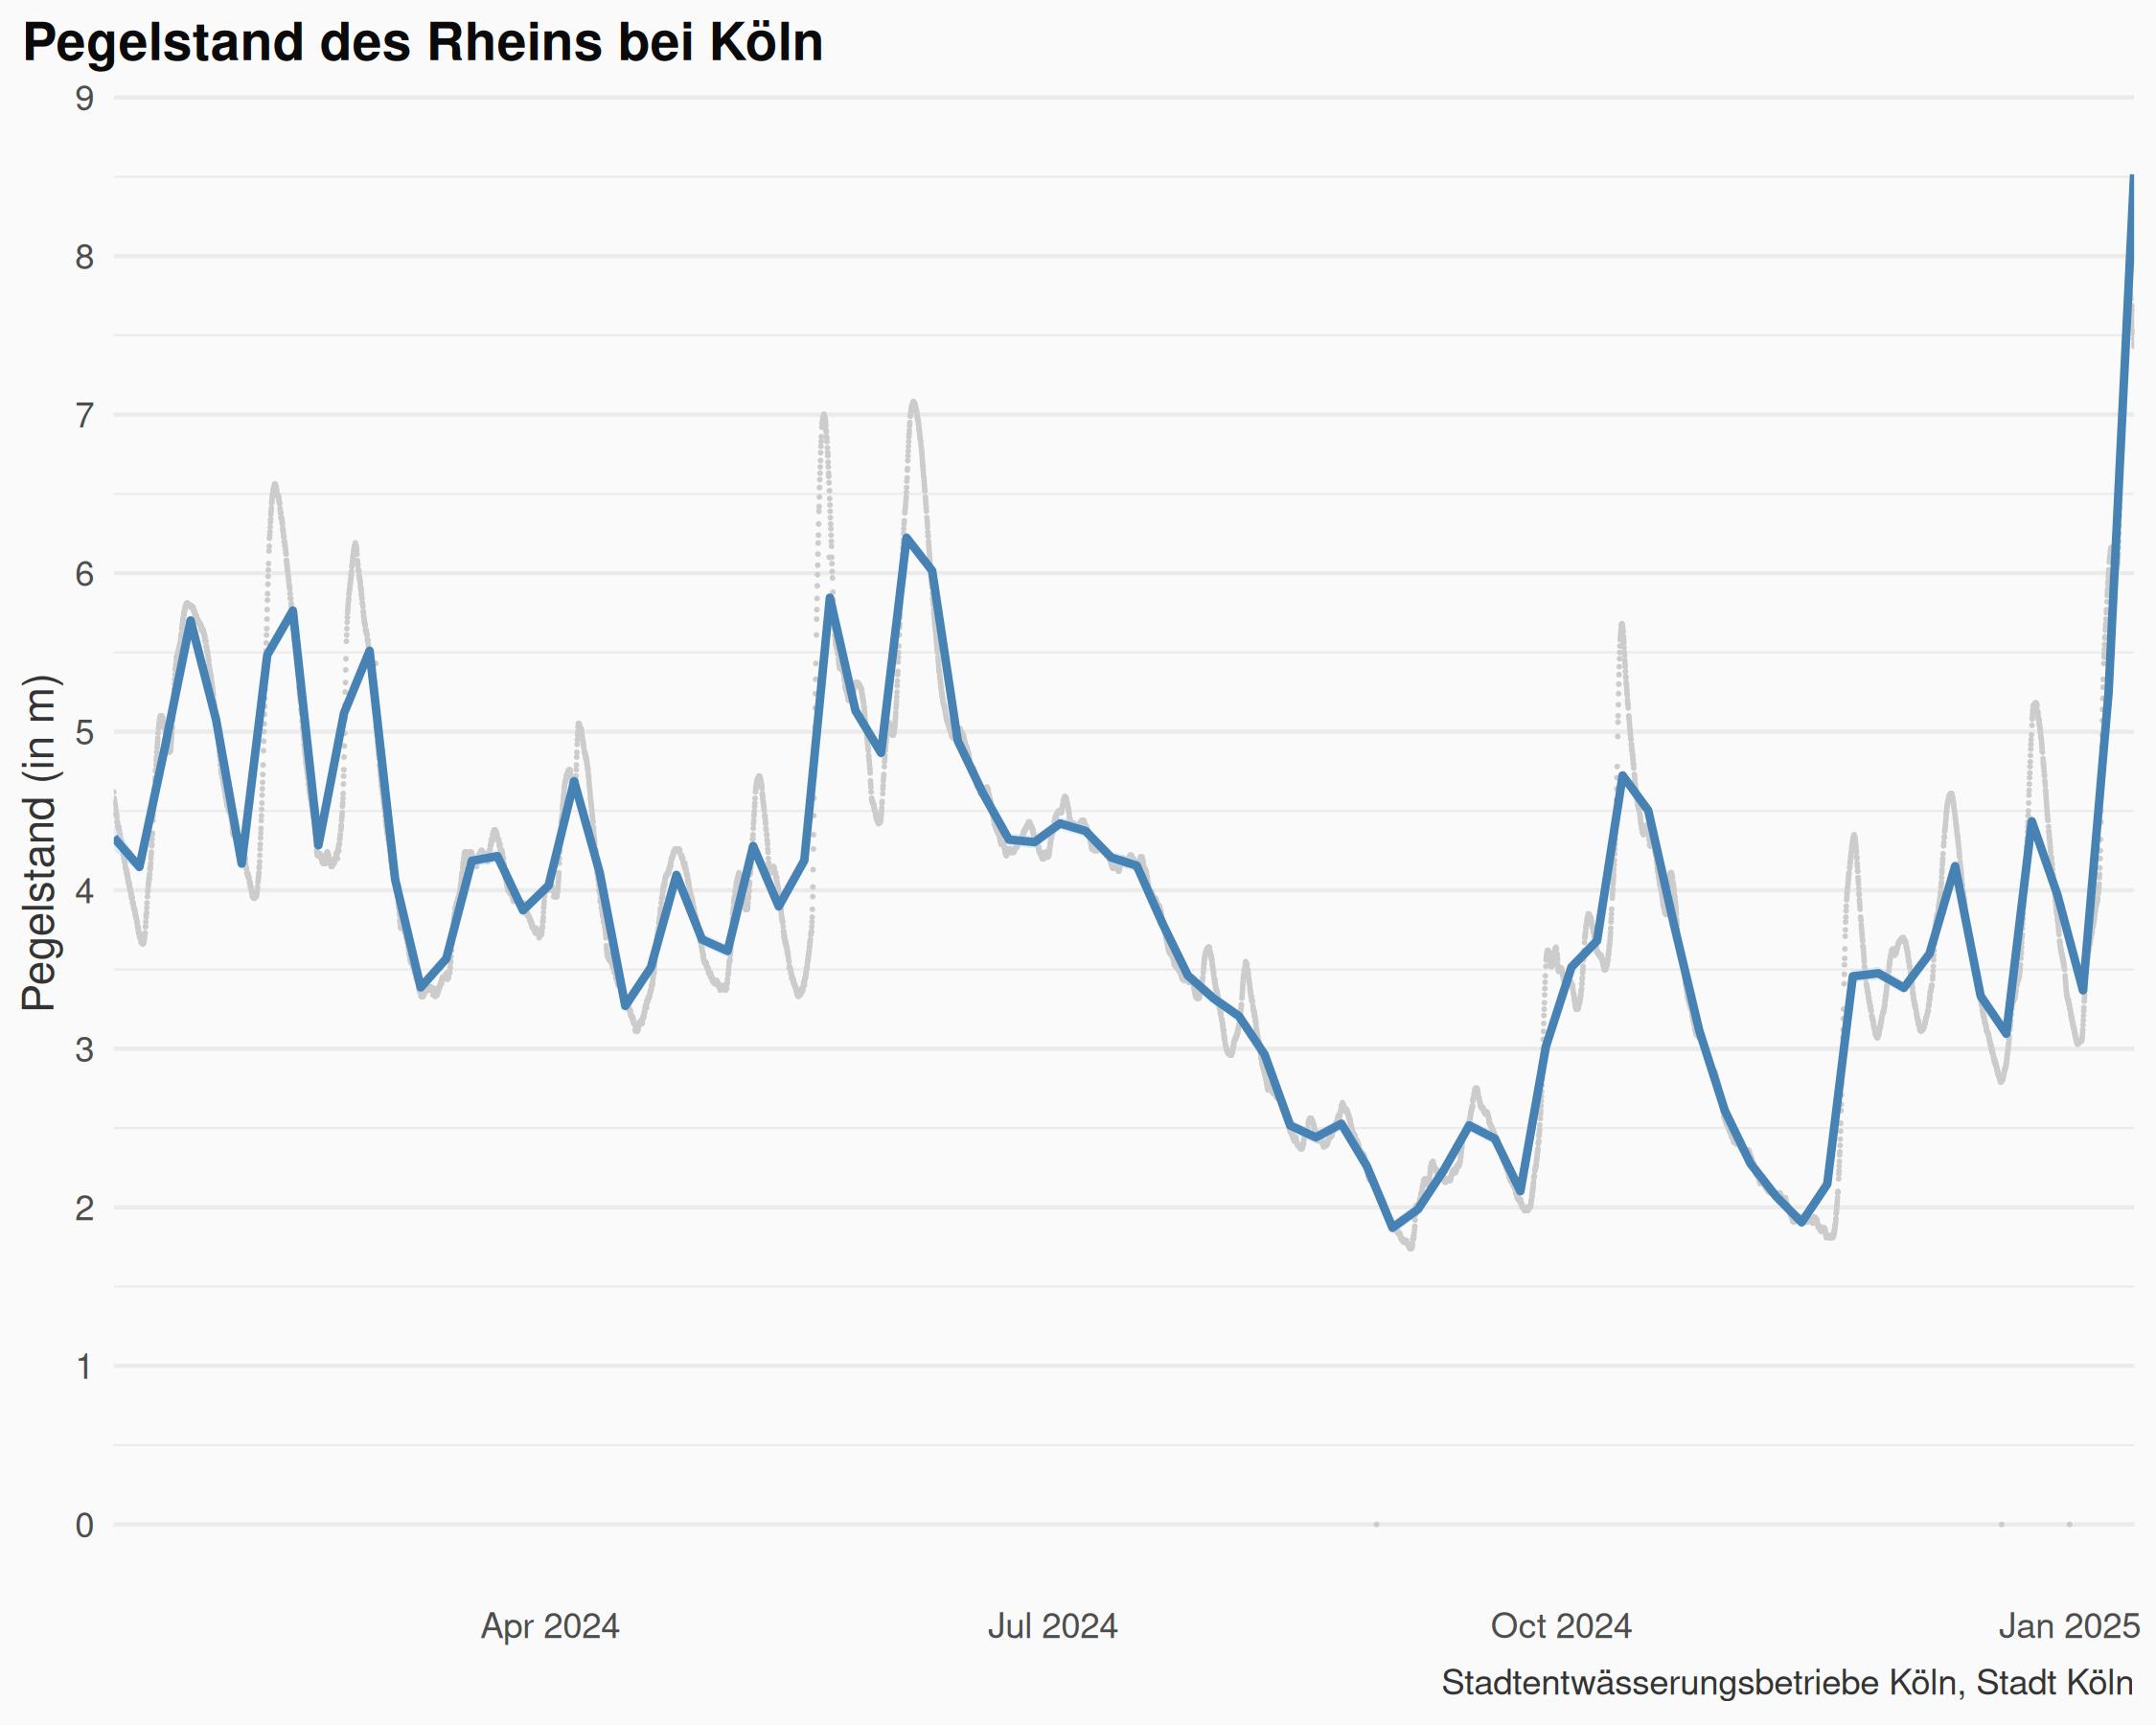 Pegelstand des Rheins bei Köln
Pegelstand (in m)
9
8
7
6
5
4
3
2
1
0
Apr 2024
Jul 2024
Oct 2024
Jan 2025
Stadtentwässerungsbetriebe Köln, Stadt Köln